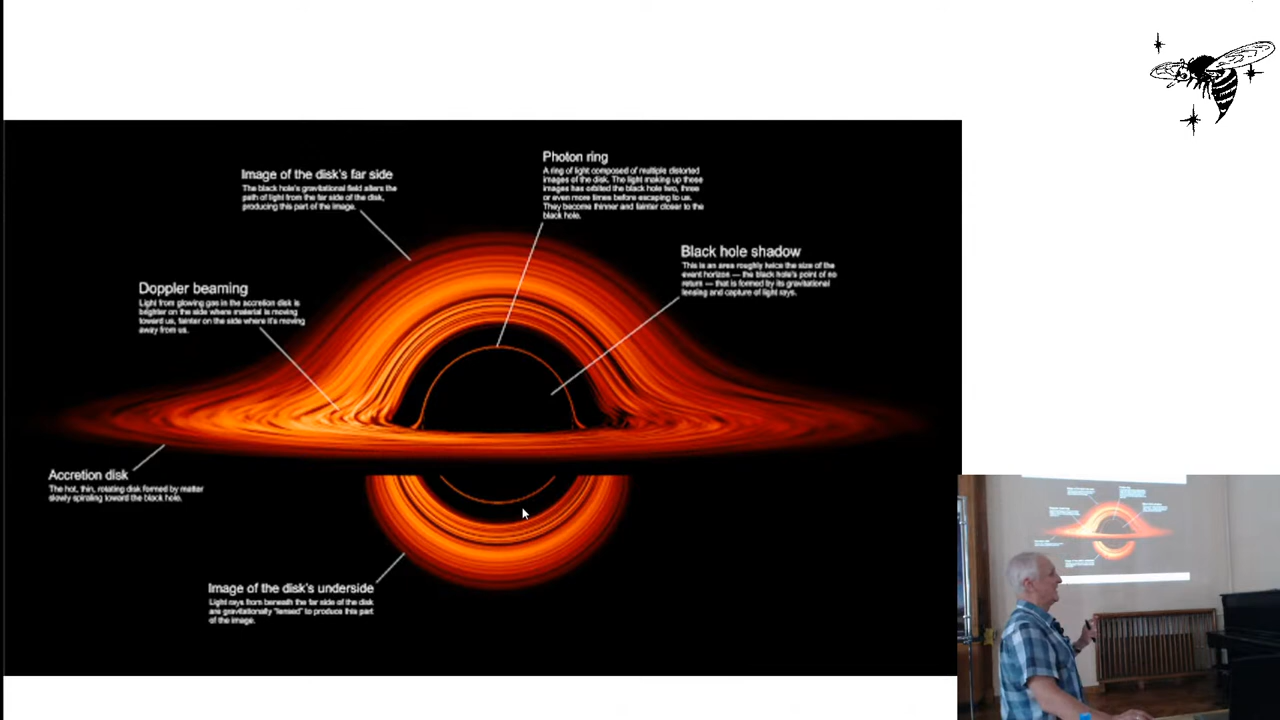 Image of the disk's far side
The black hole's gravitational field alters the
path of light from the far side of the disk,
producing this part of the image.
Photon ring
A ring of light composed of multiple distorted
images of the disk. The light making up these
images has orbited the black hole two, three
or even more times before escaping to us.
They become thinner and fainter closer to the
black hole.
Black hole shadow
This is an area roughly twice the size of the
event horizon — the black hole's point of no
return — that is formed by its gravitational
lensing and capture of light rays.
Doppler beaming
Light from glowing gas in the accretion disk is
brighter on the side where material is moving
toward us, fainter on the side where it's moving
away from us.
Accretion disk
The hot, thin, rotating disk formed by matter
slowly spiraling toward the black hole.
Image of the disk's underside
Light rays from beneath the far side of the disk
are gravitationally "lensed" to produce this part
of the image.